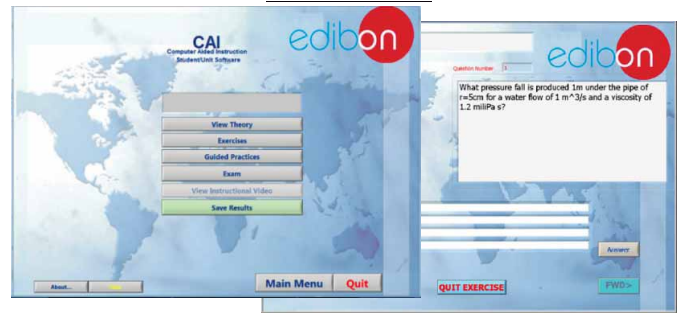 CAI
Computer Aided Instruction
Student/Unit Software
edibon
View Theory
Exercises
Guided Practices
Exam
View Instructional Video
Save Results
About...
Main Menu
Quit
edibon
Question Number
1
What pressure fall is produced 1m under the pipe of
r=5cm for a water flow of 1 m^3/s and a viscosity of
1.2 miliPa s?
Answer
QUIT EXERCISE
FWD>